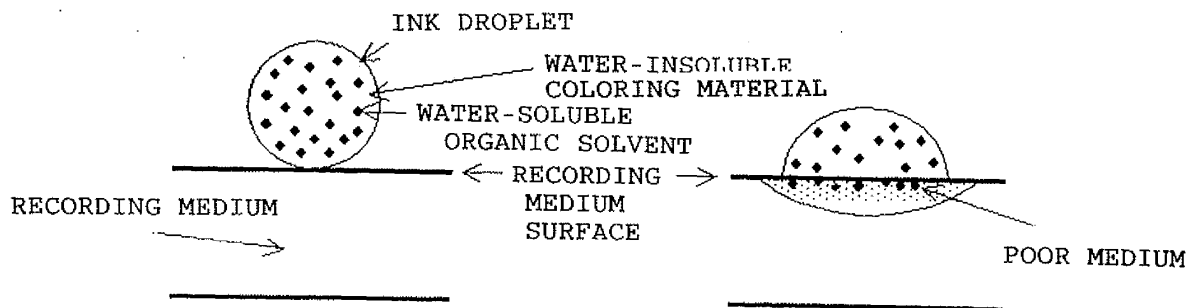 INK DROPLET
WATER-INSOLUBLE
COLORING MATERIAL
WATER-SOLUBLE
ORGANIC SOLVENT
RECORDING
MEDIUM
SURFACE
RECORDING MEDIUM
POOR MEDIUM